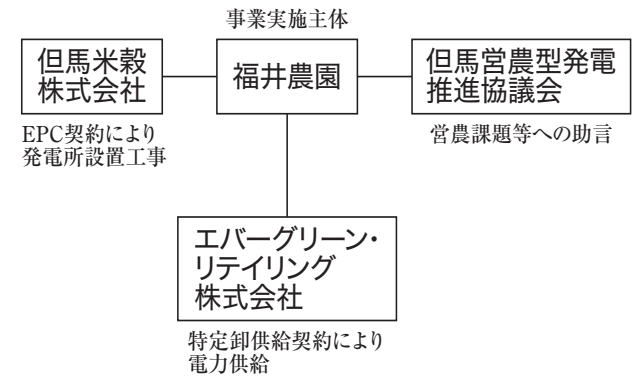 事業実施主体
但馬米穀
株式会社
福井農園
但馬営農型発電
推進協議会
EPC契約により
発電所設置工事
営農課題等への助言
エバーグリーン・
リテイリング
株式会社
特定卸供給契約により
電力供給